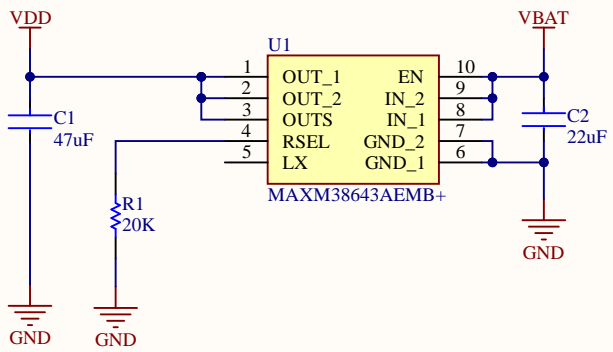 VDD
VBAT
U1
1 OUT_1 EN 10
2 OUT_2 IN_2 9
3 OUTS IN_1 8
4 RSEL GND_2 7
5 LX GND_1 6
C1
47uF
C2
22uF
MAXM38643AEMB+
R1
20K
GND
GND
GND